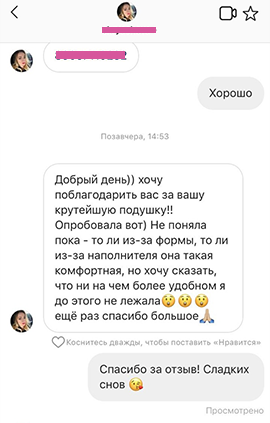 Хорошо
Позавчера, 14:53
Добрый день)) хочу
поблагодарить вас за вашу
крутейшую подушку!!
Опробовала вот) Не поняла
пока - то ли из-за формы, то ли
из-за наполнителя она такая
комфортная, но хочу сказать,
что ни на чем более удобном я
до этого не лежала😲😲😲
ещё раз спасибо большое🙏🏼
Коснитесь дважды, чтобы поставить «Нравится»
Спасибо за отзыв! Сладких
снов 😘
Просмотрено